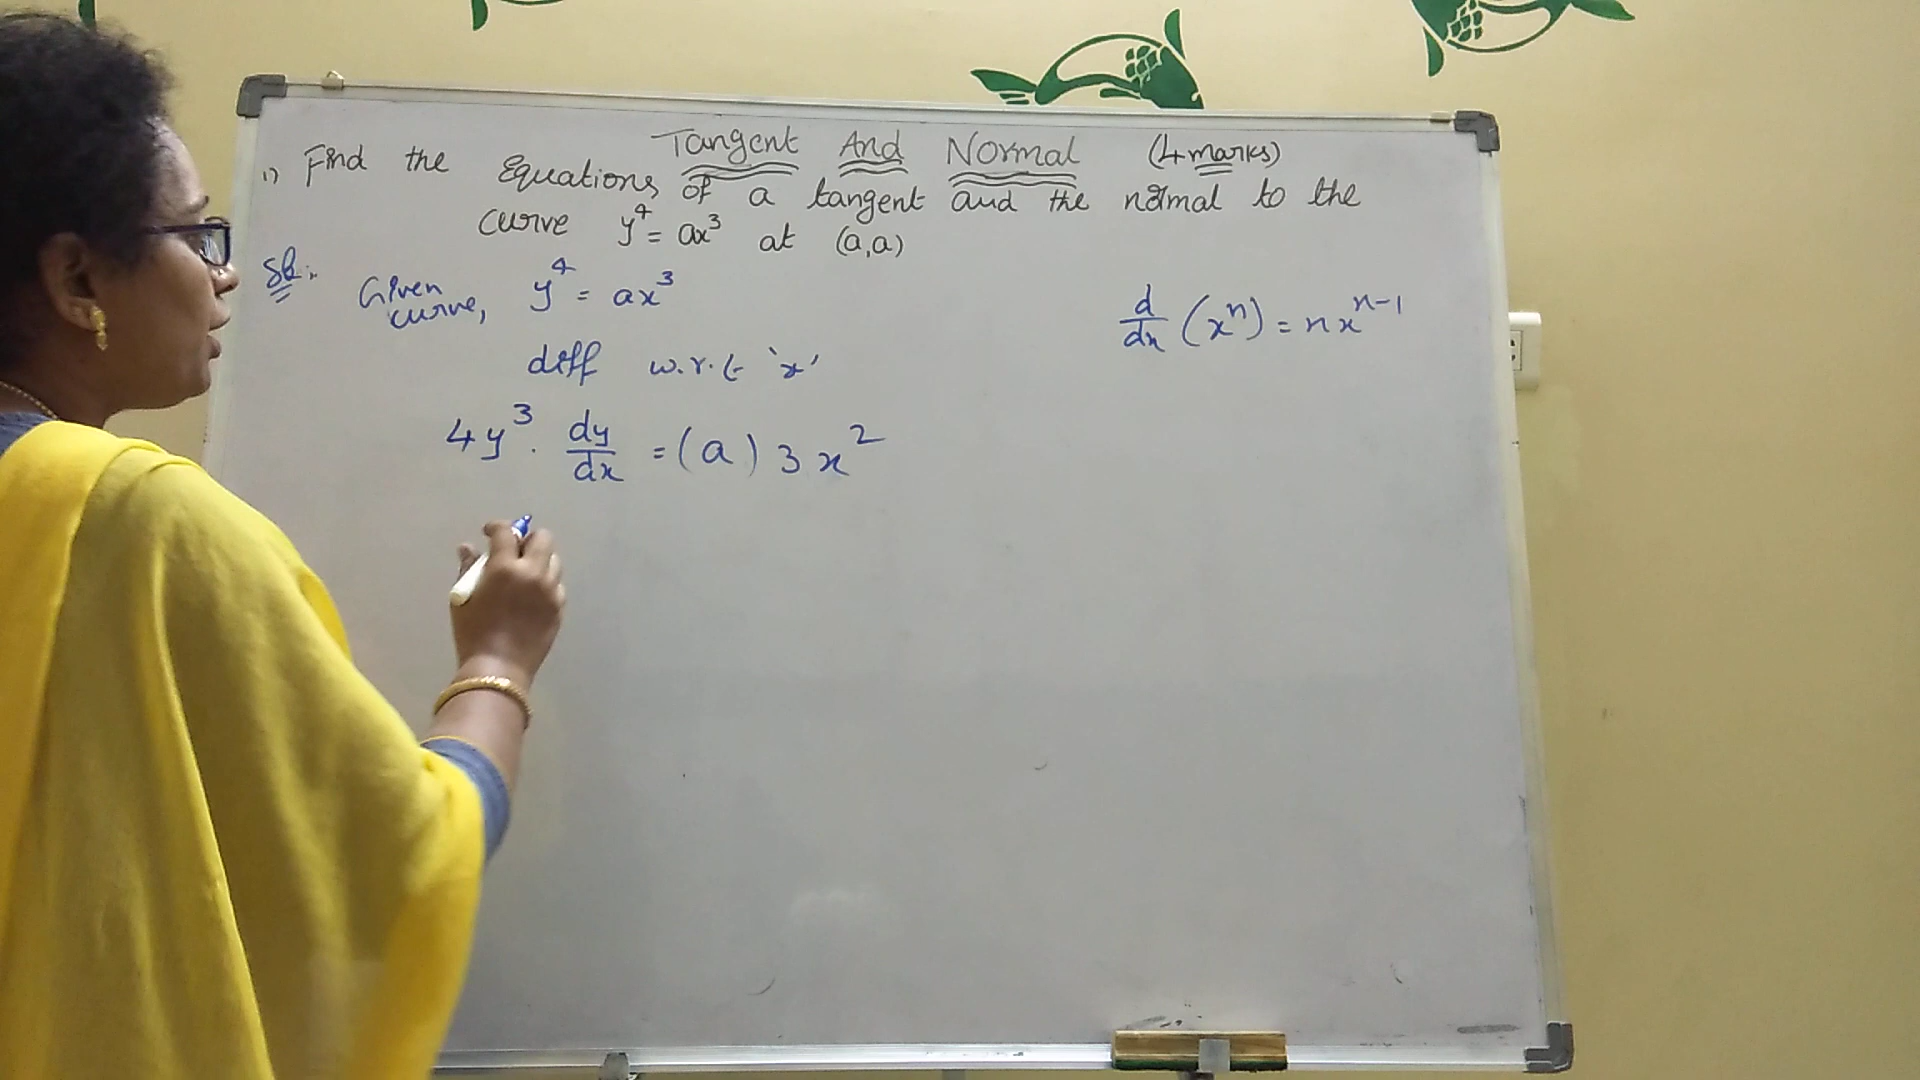 Tangent And Normal (4 marks)
1) Find the Equations of a tangent and the normal to the
curve y⁴ = ax³ at (a,a)
Sol:.
Given curve, y⁴ = ax³
d/dx (xⁿ) = n xⁿ⁻¹
diff w.r.t 'x'
4y³ . dy/dx = (a) 3x²